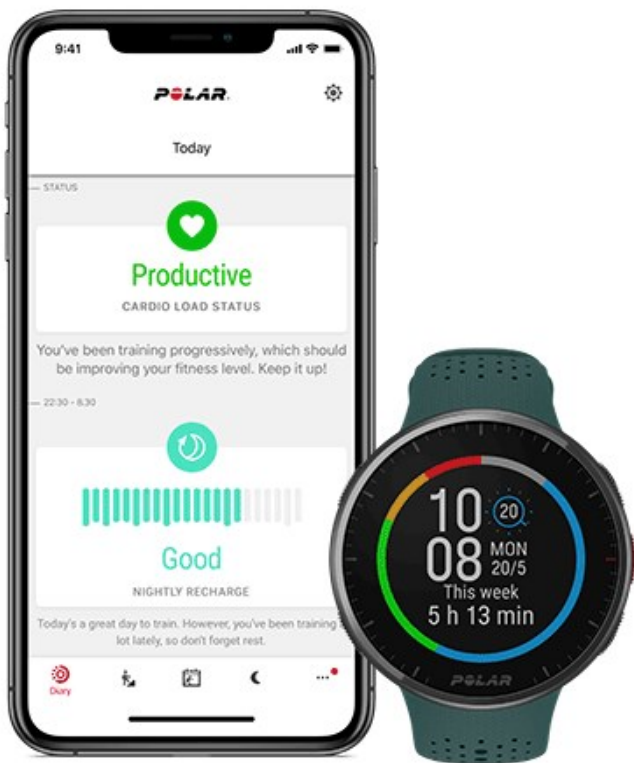 9:41
POLAR
Today
STATUS
Productive
CARDIO LOAD STATUS
You've been training progressively, which should
be improving your fitness level. Keep it up!
22:30 - 8.30
Good
NIGHTLY RECHARGE
Today's a great day to train. However, you've been training
lot lately, so don't forget rest.
Diary
10
20
08
MON
20/5
This week
5 h 13 min
POLAR